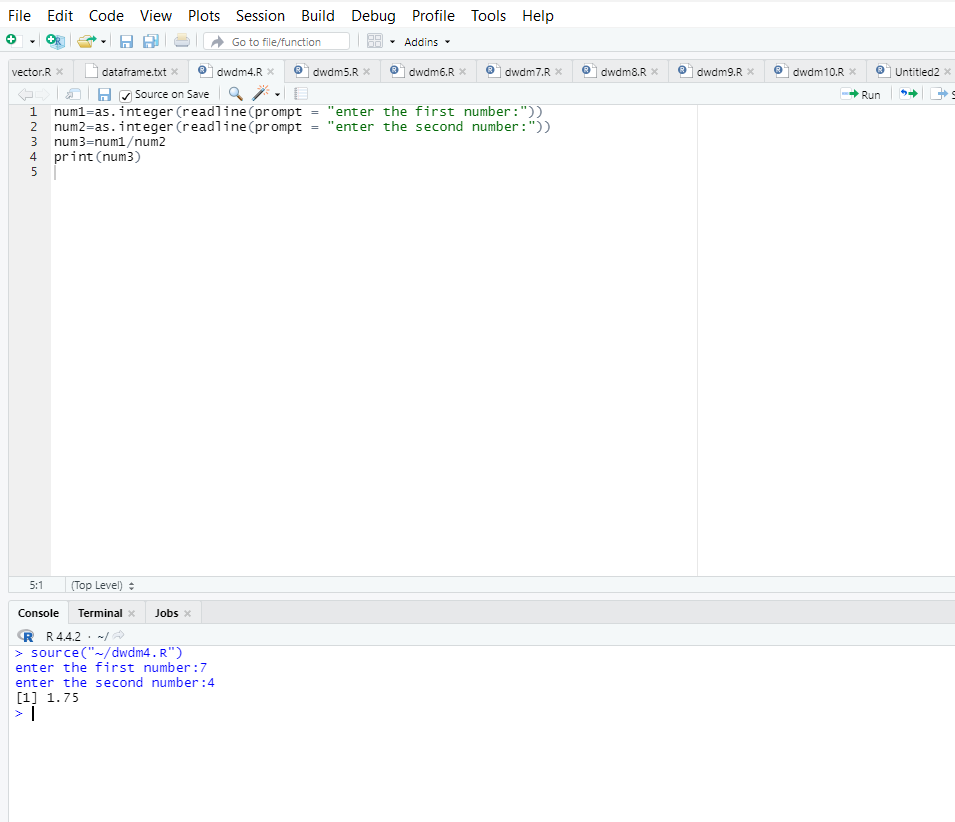 File Edit Code View Plots Session Build Debug Profile Tools Help
Go to file/function Addins
vector.R dataframe.txt dwdm4.R dwdm5.R dwdm6.R dwdm7.R dwdm8.R dwdm9.R dwdm10.R Untitled2
Source on Save Run S
1 num1=as.integer(readline(prompt = "enter the first number:"))
2 num2=as.integer(readline(prompt = "enter the second number:"))
3 num3=num1/num2
4 print(num3)
5
5:1 (Top Level)
Console Terminal Jobs
R R 4.4.2 · ~/
> source("~/dwdm4.R")
enter the first number:7
enter the second number:4
[1] 1.75
>